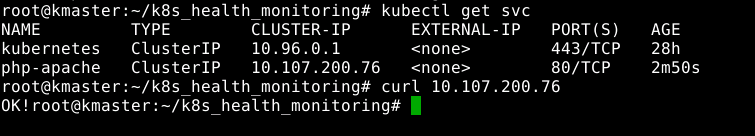 root@kmaster:~/k8s_health_monitoring# kubectl get svc
NAME         TYPE        CLUSTER-IP      EXTERNAL-IP   PORT(S)   AGE
kubernetes   ClusterIP   10.96.0.1       <none>        443/TCP   28h
php-apache   ClusterIP   10.107.200.76   <none>        80/TCP    2m50s
root@kmaster:~/k8s_health_monitoring# curl 10.107.200.76
OK!root@kmaster:~/k8s_health_monitoring#